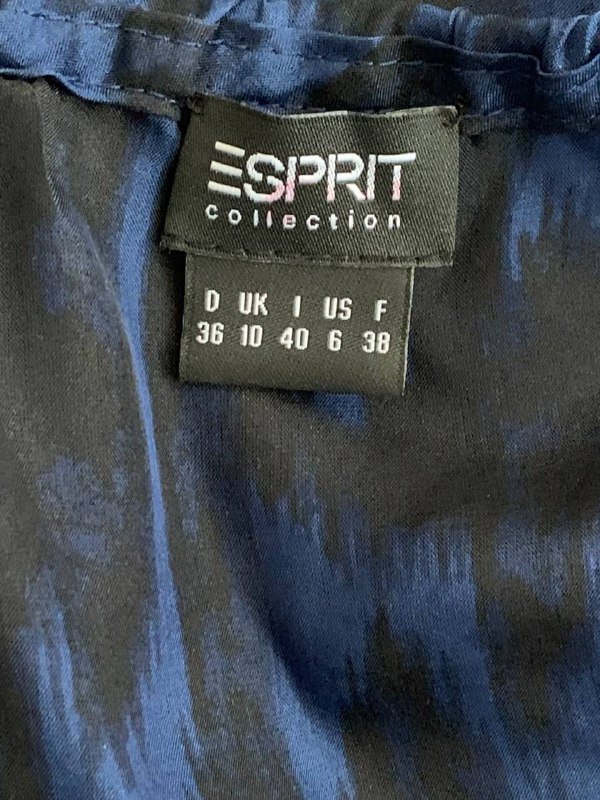 ESPRIT
collection
D UK I US F
36 10 40 6 38